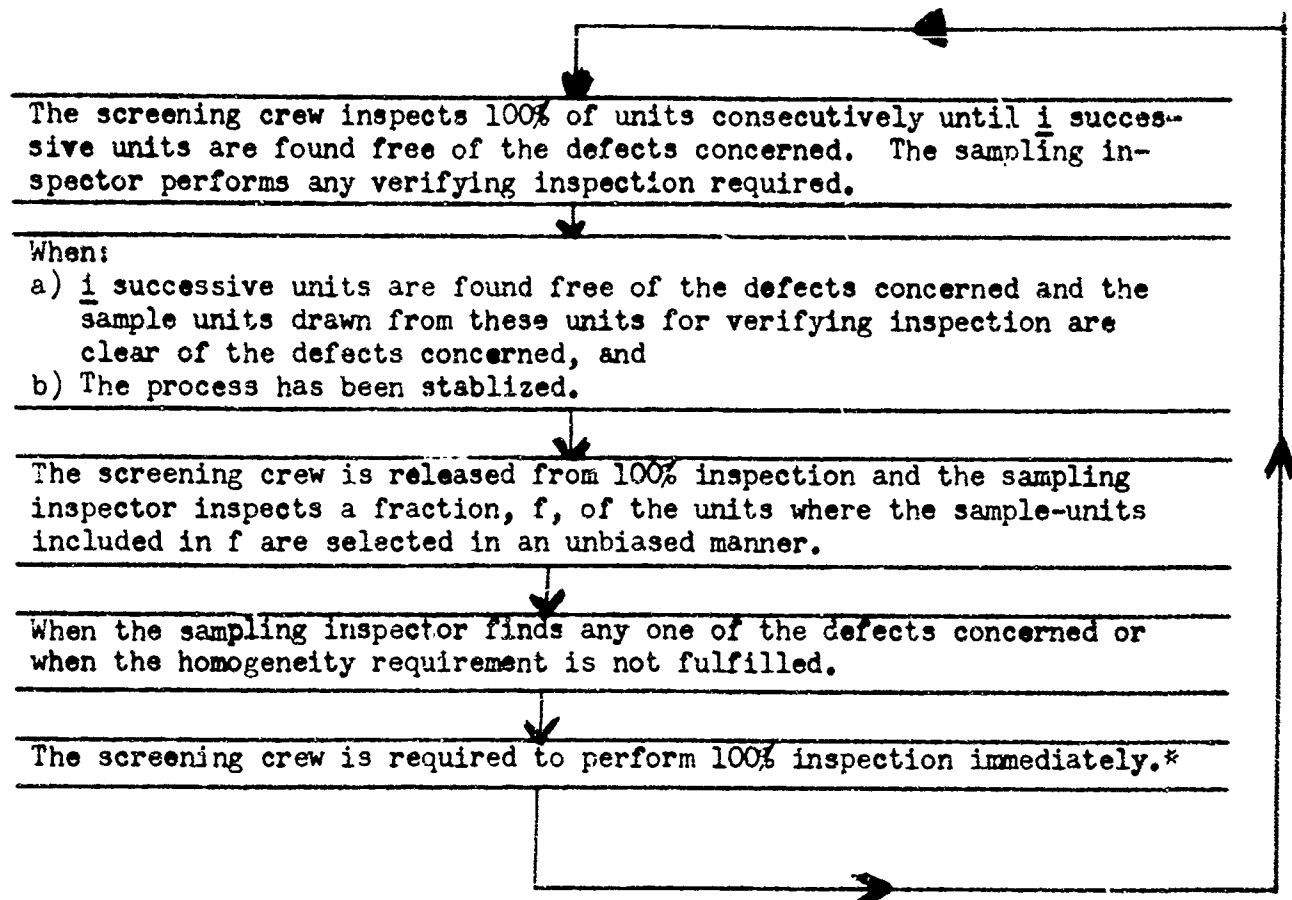 The screening crew inspects 100% of units consecutively until i succes-
sive units are found free of the defects concerned. The sampling in-
spector performs any verifying inspection required.
When:
a) i successive units are found free of the defects concerned and the
sample units drawn from these units for verifying inspection are
clear of the defects concerned, and
b) The process has been stablized.
The screening crew is released from 100% inspection and the sampling
inspector inspects a fraction, f, of the units where the sample-units
included in f are selected in an unbiased manner.
When the sampling inspector finds any one of the defects concerned or
when the homogeneity requirement is not fulfilled.
The screening crew is required to perform 100% inspection immediately.*